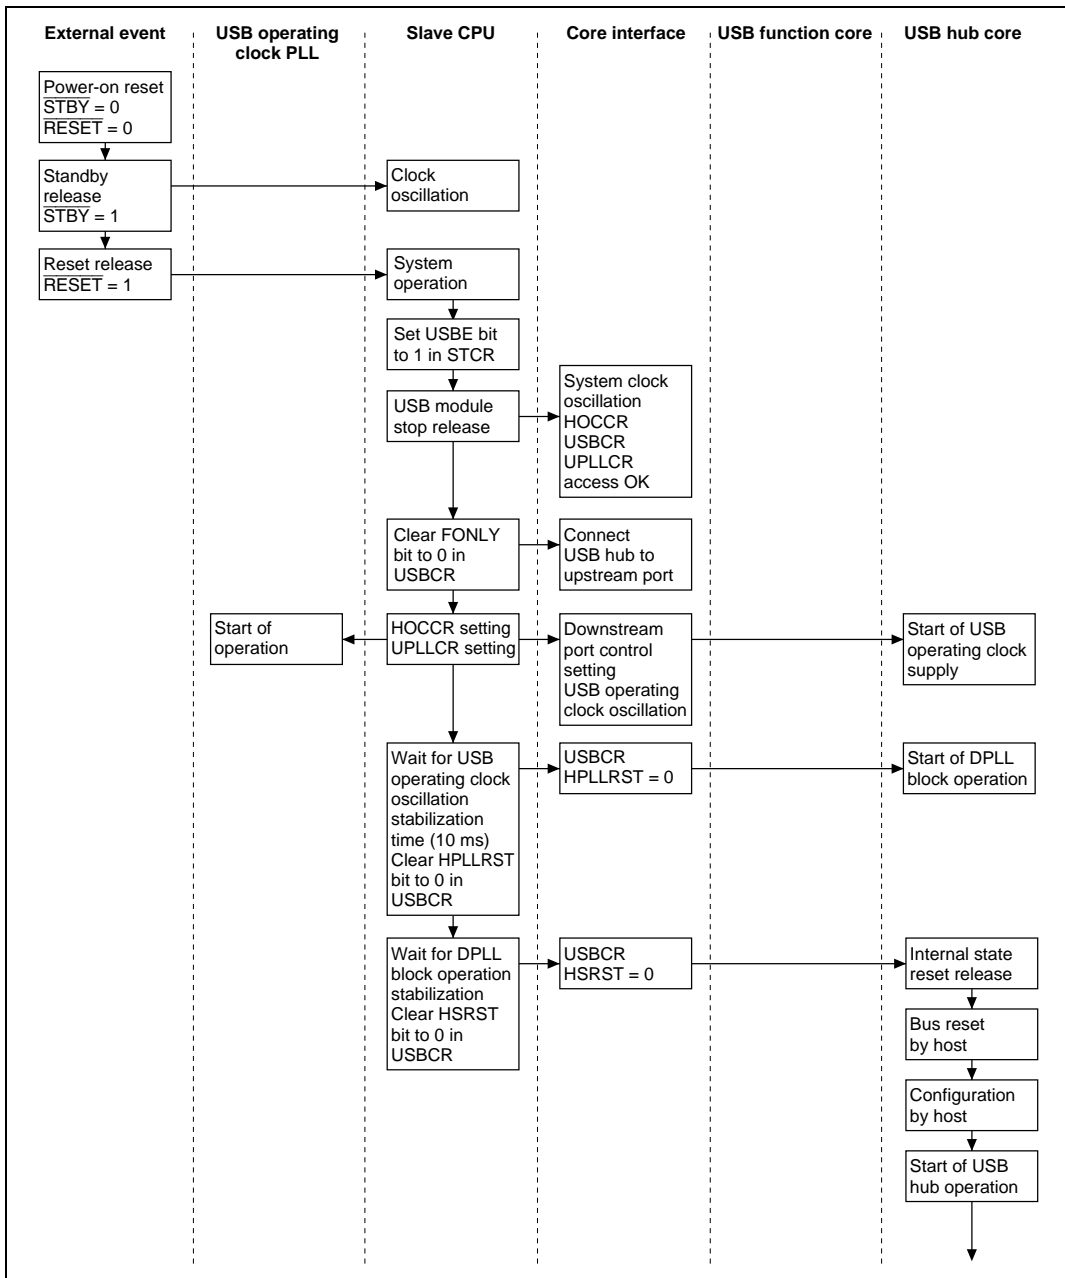 External event
USB operating
clock PLL
Slave CPU
Core interface
USB function core
USB hub core
Power-on reset
STBY = 0
RESET = 0
Standby
release
STBY = 1
Clock
oscillation
Reset release
RESET = 1
System
operation
Set USBE bit
to 1 in STCR
USB module
stop release
System clock
oscillation
HOCCR
USBCR
UPLLCR
access OK
Clear FONLY
bit to 0 in
USBCR
Connect
USB hub to
upstream port
Start of
operation
HOCCR setting
UPLLCR setting
Downstream
port control
setting
USB operating
clock oscillation
Start of USB
operating clock
supply
Wait for USB
operating clock
oscillation
stabilization
time (10 ms)
Clear HPLLRST
bit to 0 in
USBCR
USBCR
HPLLRST = 0
Start of DPLL
block operation
Wait for DPLL
block operation
stabilization
Clear HSRST
bit to 0 in
USBCR
USBCR
HSRST = 0
Internal state
reset release
Bus reset
by host
Configuration
by host
Start of USB
hub operation